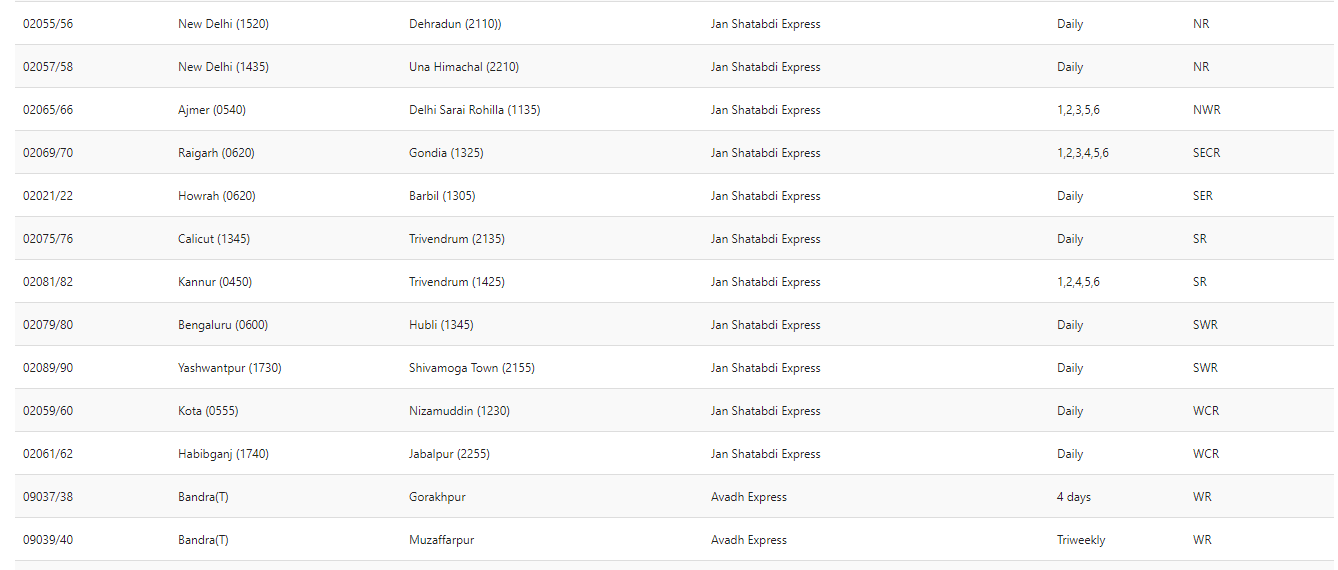 02055/56 New Delhi (1520) Dehradun (2110)) Jan Shatabdi Express Daily NR
02057/58 New Delhi (1435) Una Himachal (2210) Jan Shatabdi Express Daily NR
02065/66 Ajmer (0540) Delhi Sarai Rohilla (1135) Jan Shatabdi Express 1,2,3,5,6 NWR
02069/70 Raigarh (0620) Gondia (1325) Jan Shatabdi Express 1,2,3,4,5,6 SECR
02021/22 Howrah (0620) Barbil (1305) Jan Shatabdi Express Daily SER
02075/76 Calicut (1345) Trivendrum (2135) Jan Shatabdi Express Daily SR
02081/82 Kannur (0450) Trivendrum (1425) Jan Shatabdi Express 1,2,4,5,6 SR
02079/80 Bengaluru (0600) Hubli (1345) Jan Shatabdi Express Daily SWR
02089/90 Yashwantpur (1730) Shivamoga Town (2155) Jan Shatabdi Express Daily SWR
02059/60 Kota (0555) Nizamuddin (1230) Jan Shatabdi Express Daily WCR
02061/62 Habibganj (1740) Jabalpur (2255) Jan Shatabdi Express Daily WCR
09037/38 Bandra(T) Gorakhpur Avadh Express 4 days WR
09039/40 Bandra(T) Muzaffarpur Avadh Express Triweekly WR